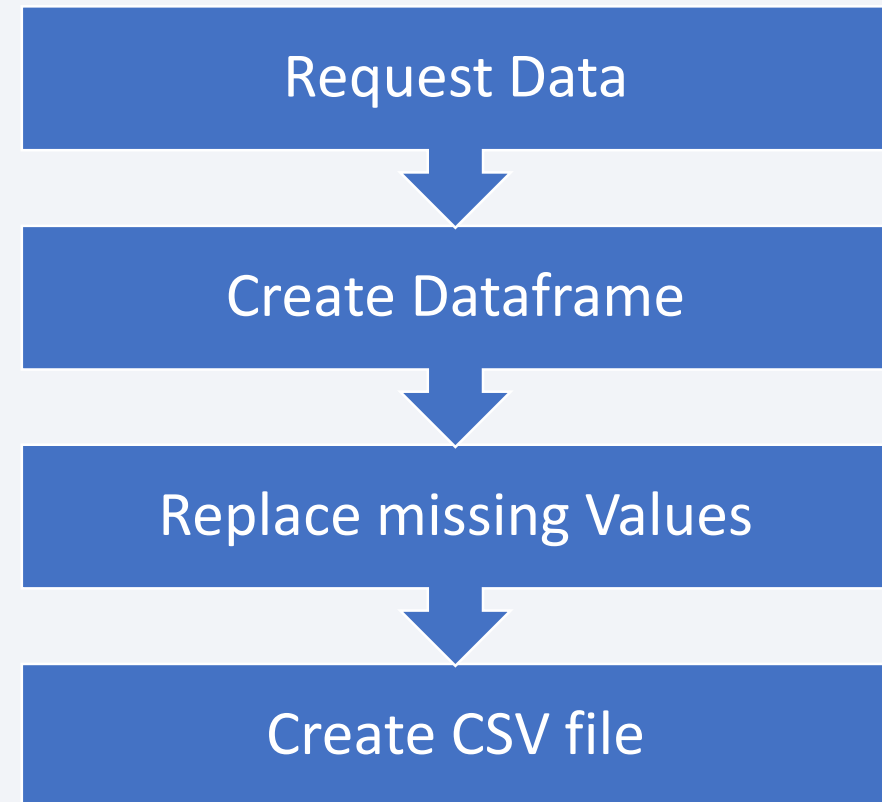 Request Data
Create Dataframe
Replace missing Values
Create CSV file